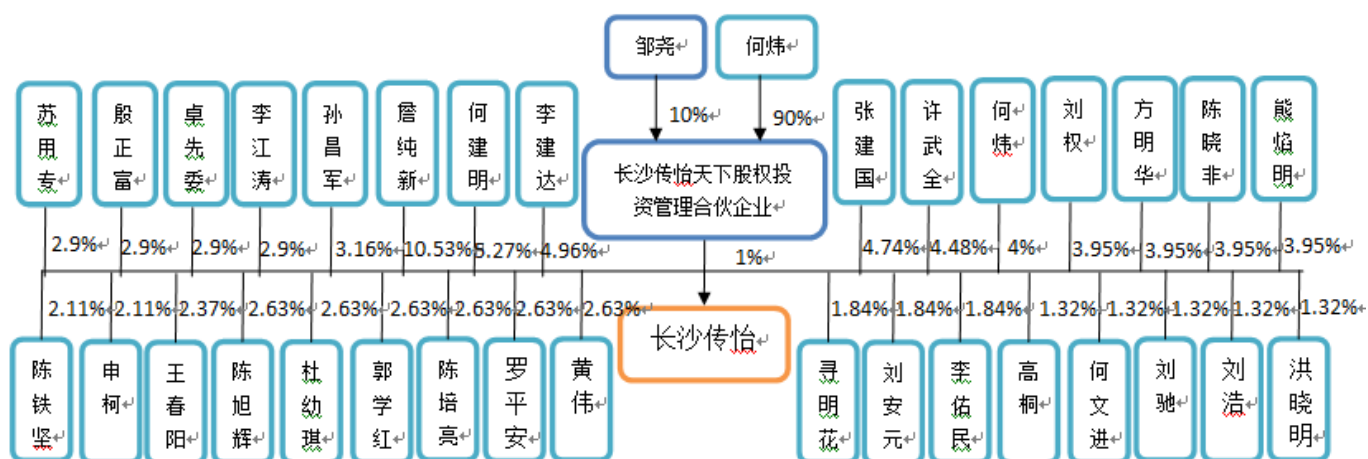 邹尧
何炜
10%
90%
苏用专
殷正富
卓先委
李江涛
孙昌军
詹纯新
何建明
李建达
长沙传怡天下股权投
资管理合伙企业
张建国
许武全
何炜
刘权
方明华
陈晓非
熊焰明
2.9%
2.9%
2.9%
2.9%
3.16%
10.53%
5.27%
4.96%
1%
4.74%
4.48%
4%
3.95%
3.95%
3.95%
3.95%
2.11%
2.11%
2.37%
2.63%
2.63%
2.63%
2.63%
2.63%
2.63%
长沙传怡
1.84%
1.84%
1.84%
1.32%
1.32%
1.32%
1.32%
1.32%
陈铁坚
申柯
王春阳
陈旭辉
杜幼琪
郭学红
陈培亮
罗平安
黄伟
寻明花
刘安元
李佑民
高桐
何文进
刘驰
刘浩
洪晓明